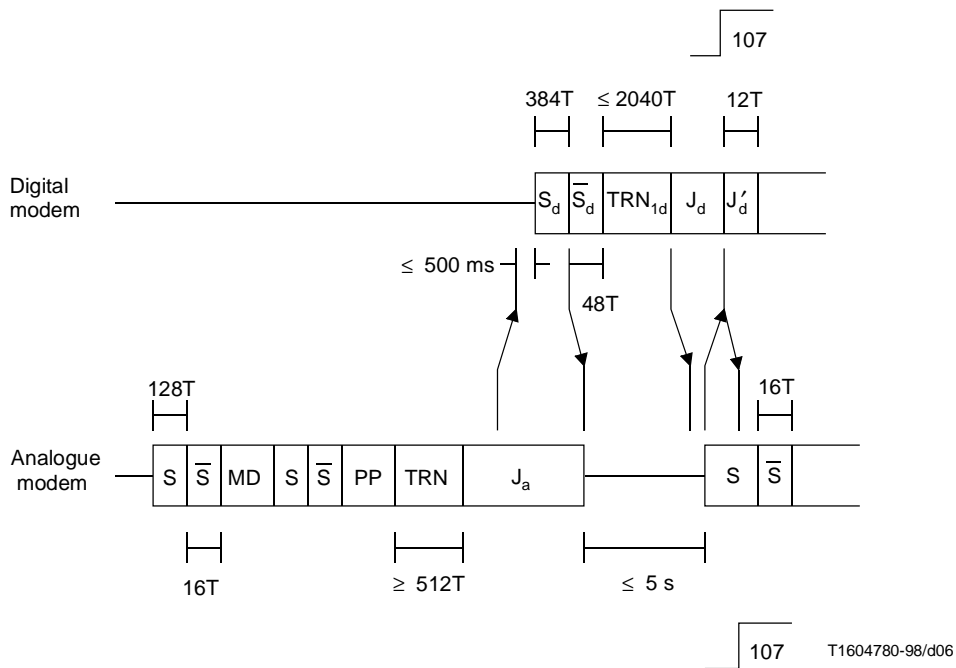 107
384T ≤ 2040T 12T
Digital modem
S_d S̅_d TRN_1d J_d J′_d
≤ 500 ms
48T
128T 16T
Analogue modem
S S̅ MD S S̅ PP TRN J_a S S̅
16T ≥ 512T ≤ 5 s
107 T1604780-98/d06